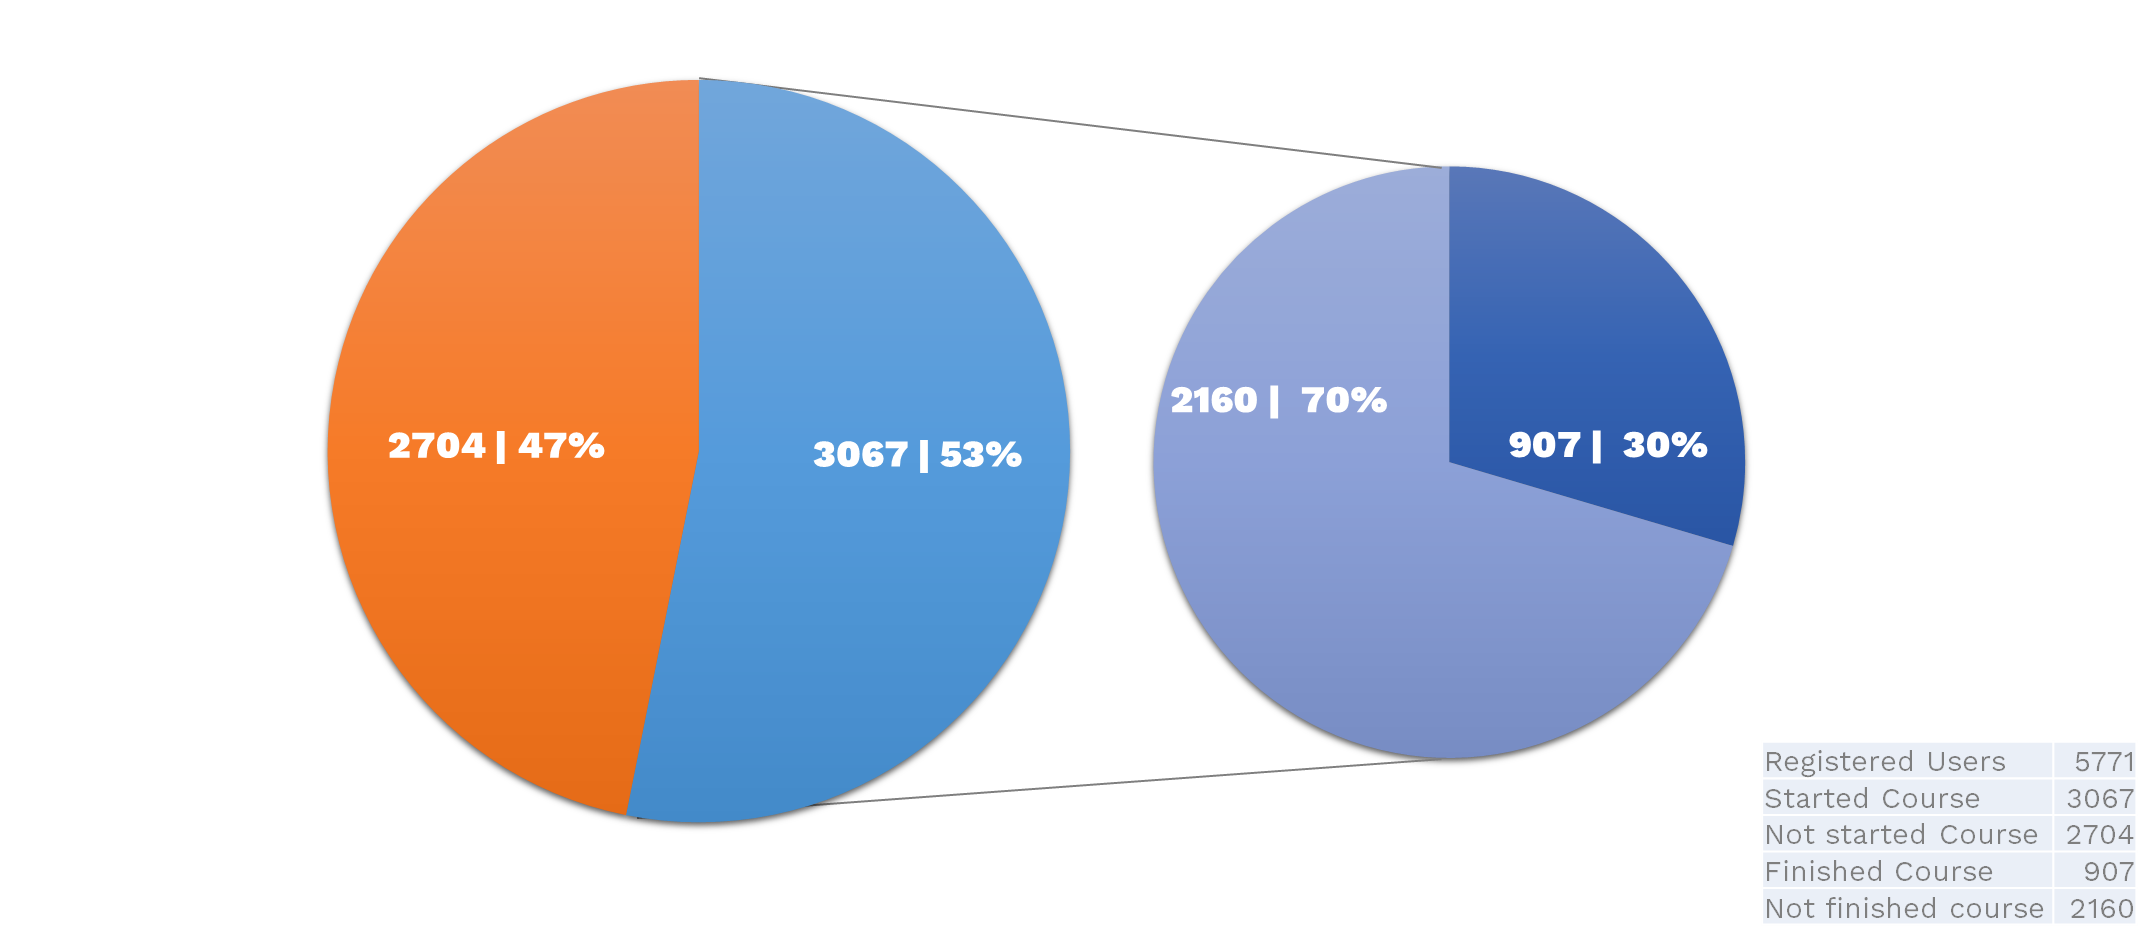 2704 | 47%
3067 | 53%
2160 | 70%
907 | 30%
Registered Users 5771
Started Course 3067
Not started Course 2704
Finished Course 907
Not finished course 2160